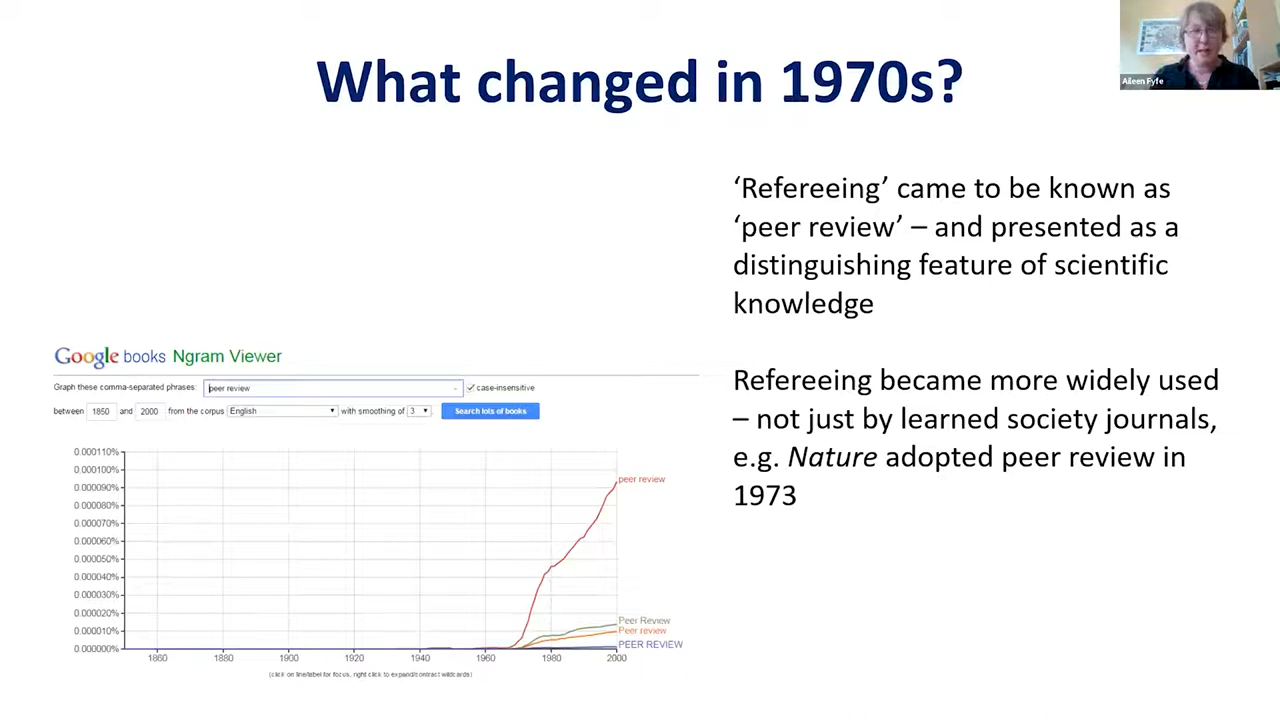 What changed in 1970s?
Aileen Fyfe
‘Refereeing’ came to be known as
‘peer review’ – and presented as a
distinguishing feature of scientific
knowledge
Refereeing became more widely used
– not just by learned society journals,
e.g. Nature adopted peer review in
1973
Google books Ngram Viewer
Graph these comma-separated phrases: peer review case-insensitive
between 1850 and 2000 from the corpus English with smoothing of 3 Search lots of books
0.000110%
0.000100%
0.000090%
0.000080%
0.000070%
0.000060%
0.000050%
0.000040%
0.000030%
0.000020%
0.000010%
0.000000%
peer review
Peer Review
Peer review
PEER REVIEW
1860 1880 1900 1920 1940 1960 1980 2000
(click on line/label for focus, right click to expand/contract wildcards)